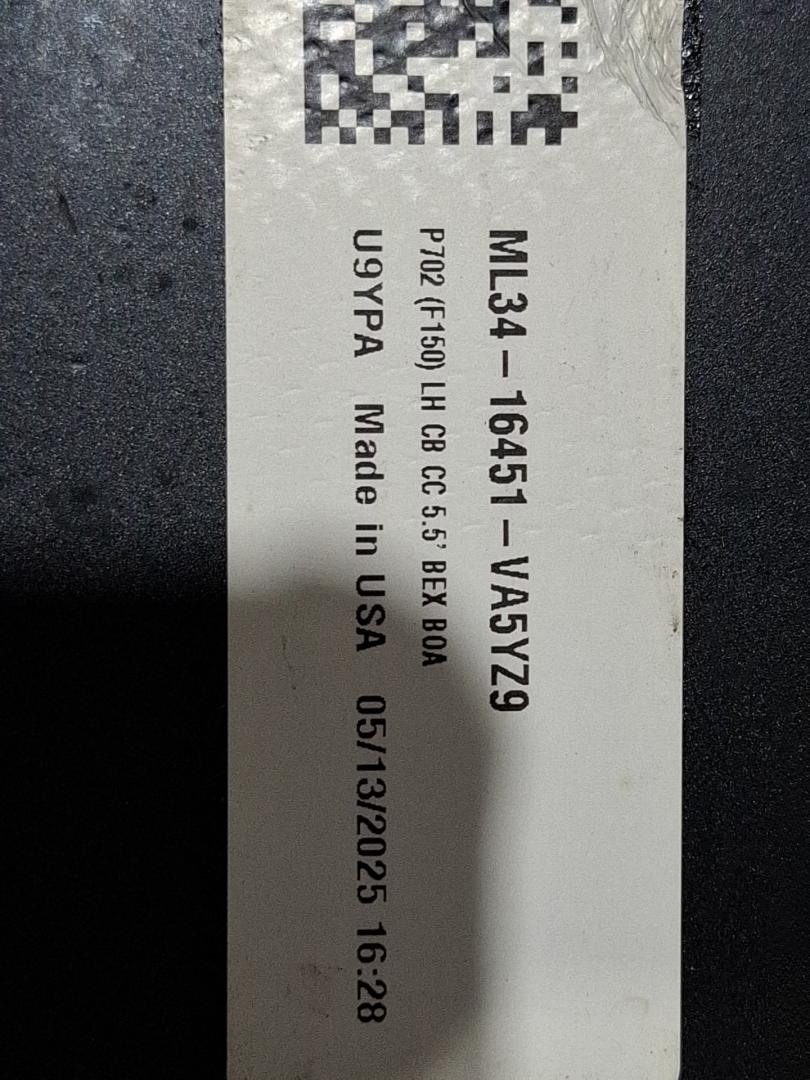 ML34-16451-VA5YZ9
P702 (F150) LH CB CC 5.5' BEX BOA
U9YPA Made in USA 05/13/2025 16:28